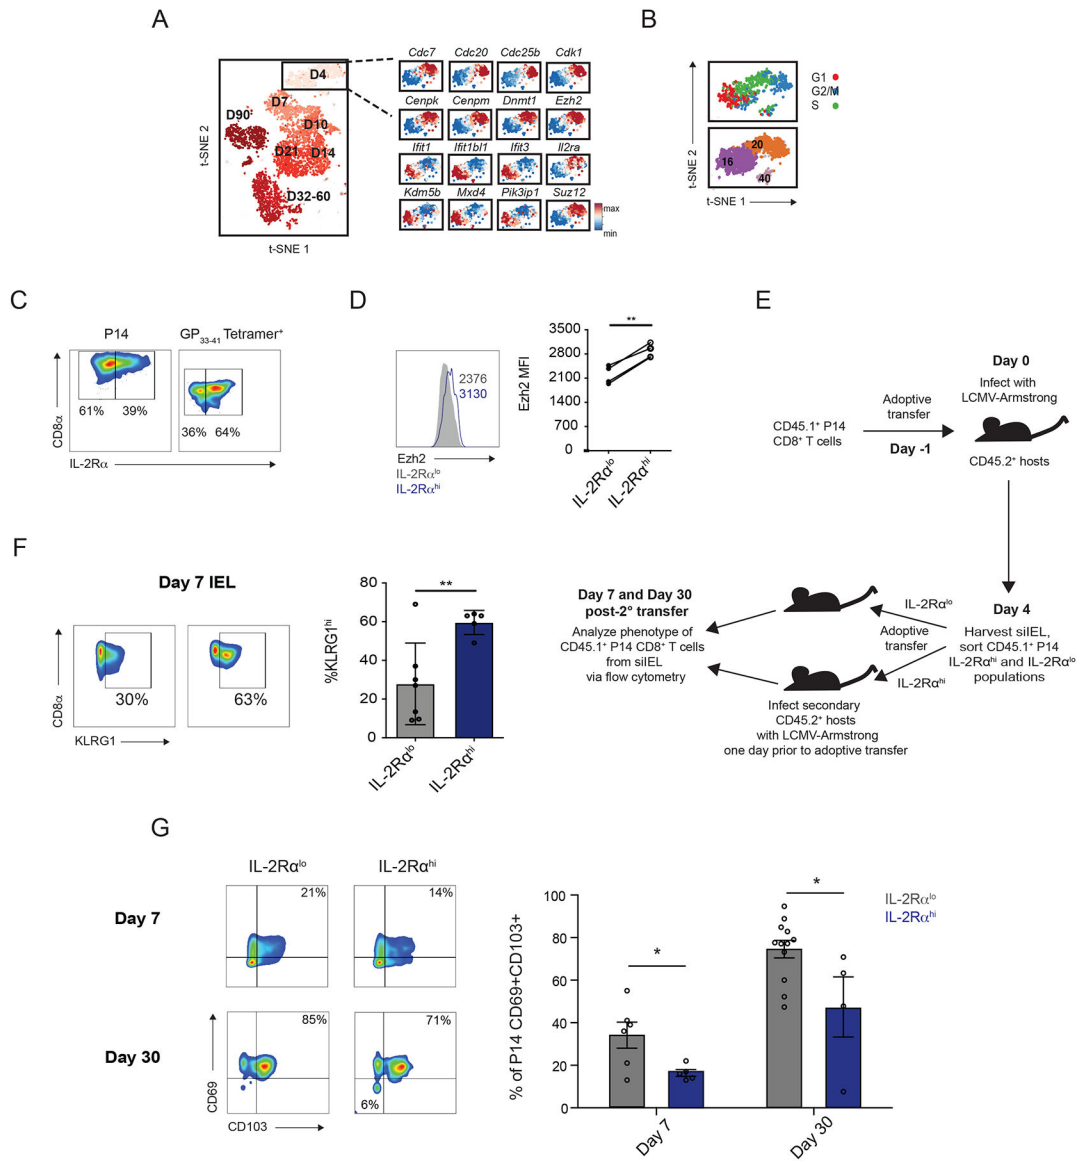 A
Cdc7 Cdc20 Cdc25b Cdk1
D4
D7
D90
D10
D21 D14
D32-60
t-SNE 2
t-SNE 1
Cenpk Cenpm Dnmt1 Ezh2
Ifit1 Ifit1bl1 Ifit3 Il2ra
Kdm5b Mxd4 Pik3ip1 Suz12
max
min
B
G1
G2/M
S
20
16
40
t-SNE 2
t-SNE 1
C
P14 GP33-41 Tetramer+
61% 39%
36% 64%
CD8α
IL-2Rα
D
2376
3130
Ezh2
IL-2Rαlo
IL-2Rαhi
**
3500
2800
2100
1400
700
0
Ezh2 MFI
IL-2Rαlo IL-2Rαhi
E
Day 0
Infect with
LCMV-Armstrong
Adoptive
transfer
CD45.1+ P14
CD8+ T cells
Day -1
CD45.2+ hosts
Day 4
Harvest siIEL,
sort CD45.1+ P14
IL-2Rαhi and IL-2Rαlo
populations
IL-2Rαlo
Adoptive
transfer
IL-2Rαhi
Infect secondary
CD45.2+ hosts
with LCMV-Armstrong
one day prior to adoptive transfer
Day 7 and Day 30
post-2° transfer
Analyze phenotype of
CD45.1+ P14 CD8+ T cells
from siIEL
via flow cytometry
F
Day 7 IEL
30% 63%
CD8α
KLRG1
**
80
60
40
20
0
%KLRG1hi
IL-2Rαlo IL-2Rαhi
G
IL-2Rαlo IL-2Rαhi
Day 7
21% 14%
Day 30
85% 71%
6%
CD69
CD103
IL-2Rαlo
IL-2Rαhi
*
*
100
80
60
40
20
0
% of P14 CD69+CD103+
Day 7 Day 30